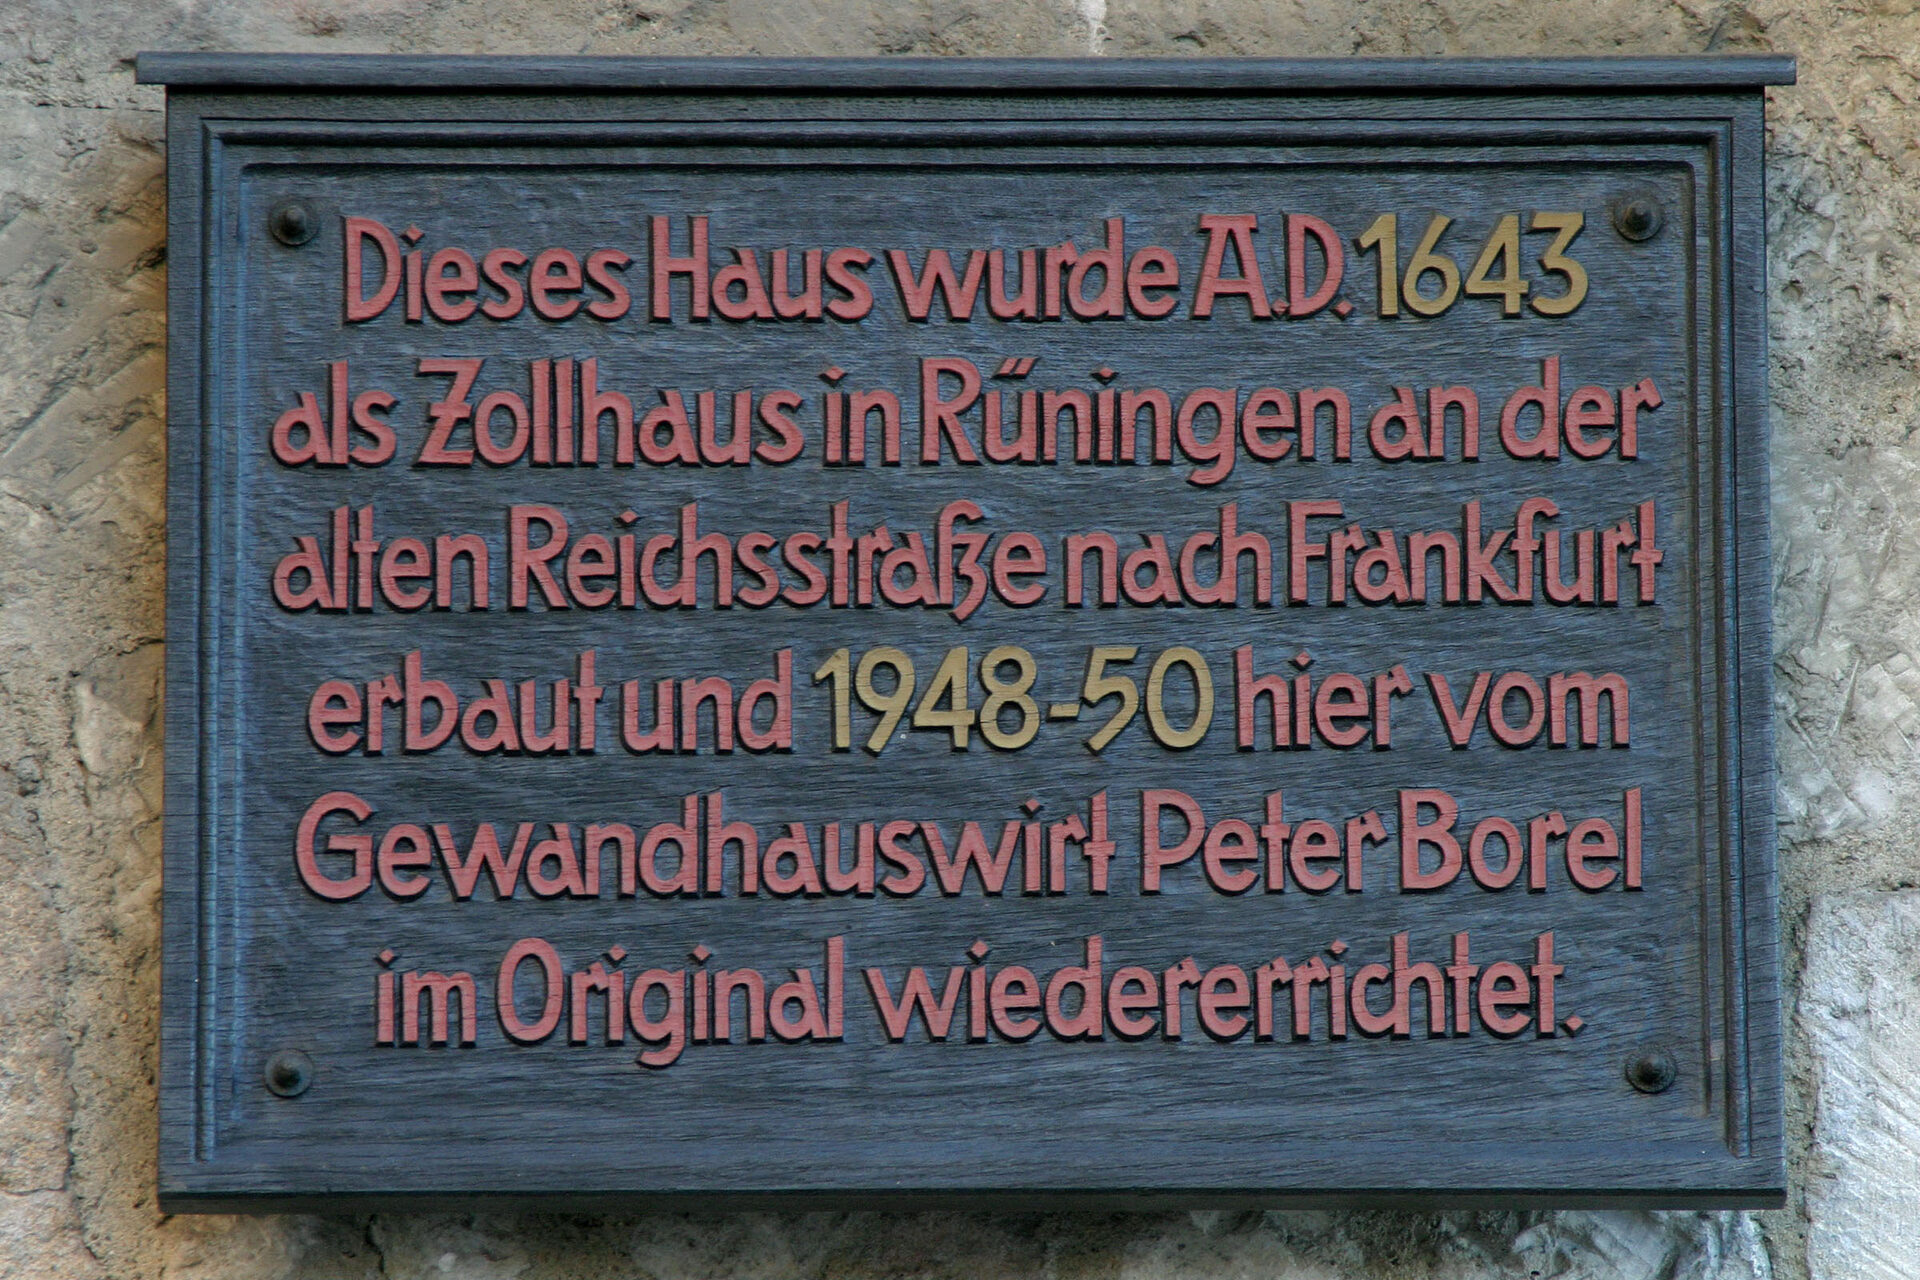 Dieses Haus wurde A.D. 1643
als Zollhaus in Rüningen an der
alten Reichsstraße nach Frankfurt
erbaut und 1948-50 hier vom
Gewandhauswirt Peter Borel
im Original wiedererrichtet.